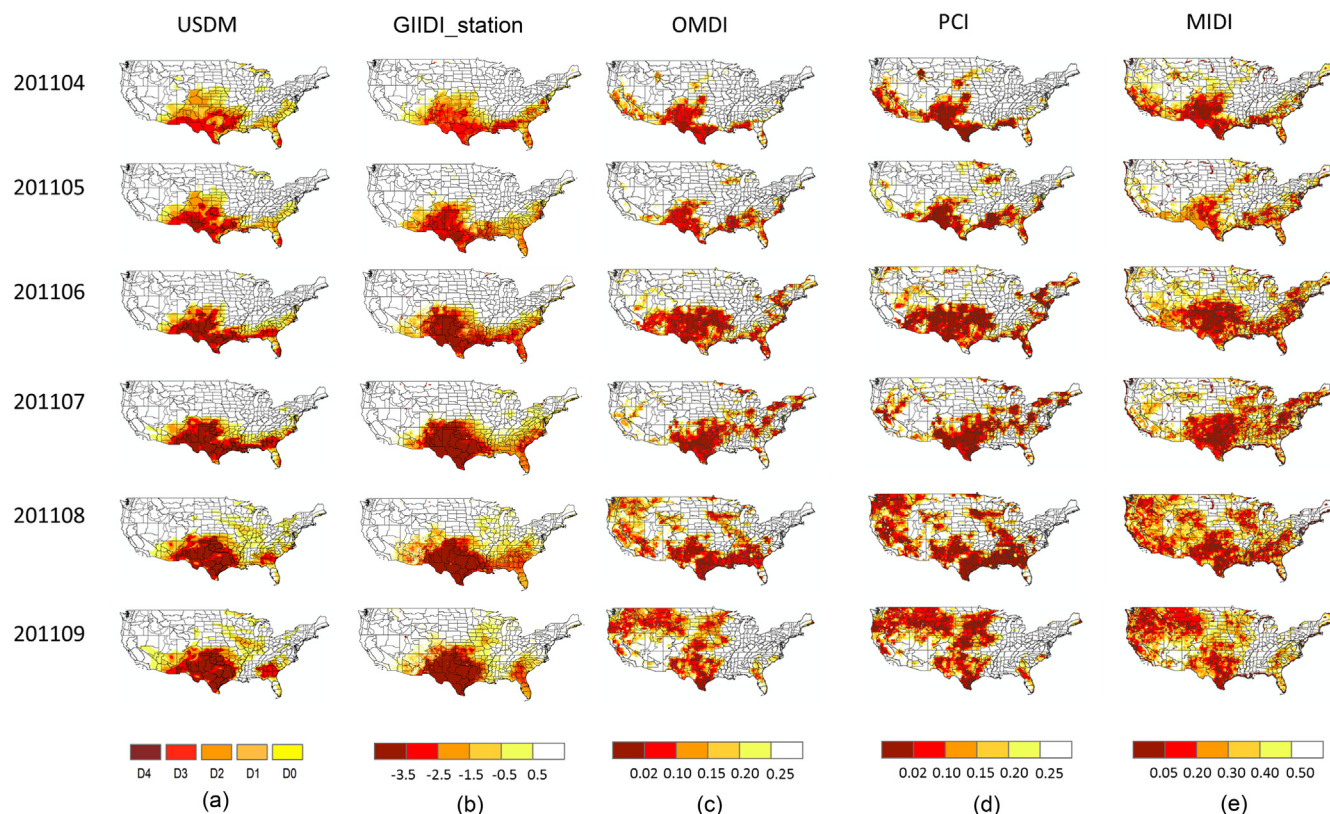 USDM GIIDI_station OMDI PCI MIDI
201104
201105
201106
201107
201108
201109
D4 D3 D2 D1 D0
-3.5 -2.5 -1.5 -0.5 0.5
0.02 0.10 0.15 0.20 0.25
0.02 0.10 0.15 0.20 0.25
0.05 0.20 0.30 0.40 0.50
(a) (b) (c) (d) (e)